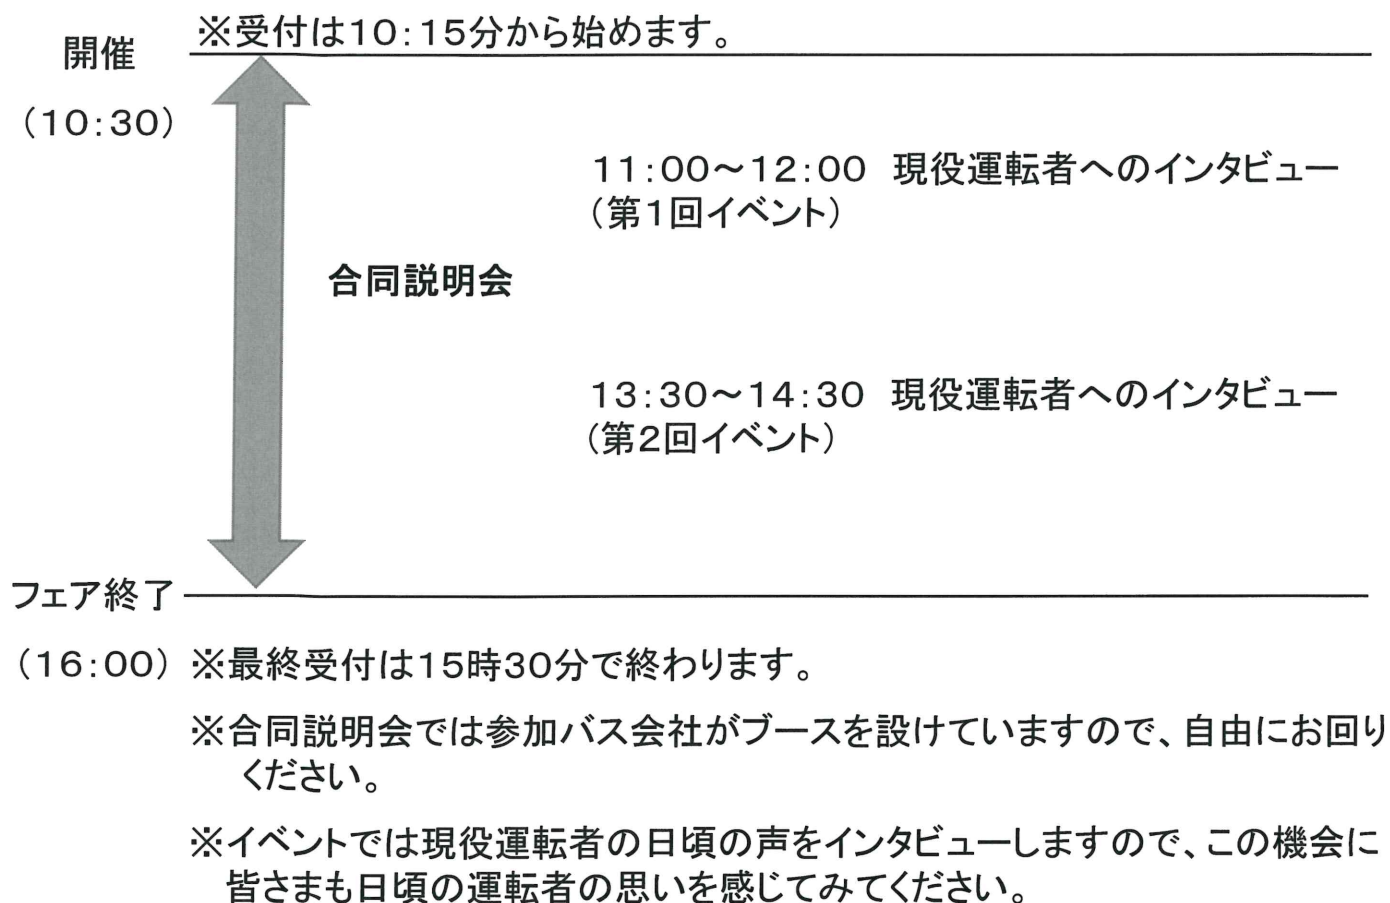 ※受付は10:15分から始めます。
開催
(10:30)
11:00～12:00 現役運転者へのインタビュー
(第1回イベント)
合同説明会
13:30～14:30 現役運転者へのインタビュー
(第2回イベント)
フェア終了
(16:00) ※最終受付は15時30分で終わります。
※合同説明会では参加バス会社がブースを設けていますので、自由にお回り
ください。
※イベントでは現役運転者の日頃の声をインタビューしますので、この機会に
皆さまも日頃の運転者の思いを感じてみてください。